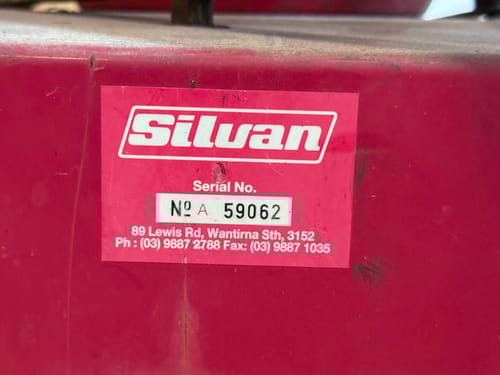 Silvan
Serial No.
Nº A 59062
89 Lewis Rd, Wantirna Sth, 3152
Ph : (03) 9887 2788 Fax: (03) 9887 1035